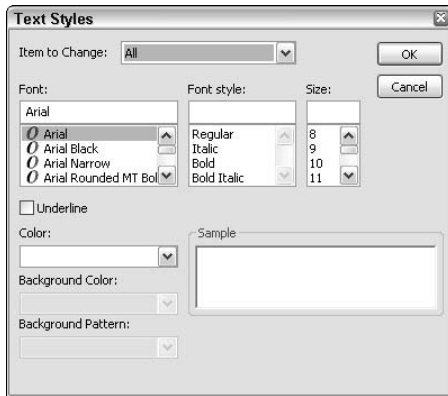 Text Styles
Item to Change: All
OK
Cancel
Font: Font style: Size:
Arial
Arial Regular 8
Arial Black Italic 9
Arial Narrow Bold 10
Arial Rounded MT Bol Bold Italic 11
Underline
Color: Sample
Background Color:
Background Pattern: